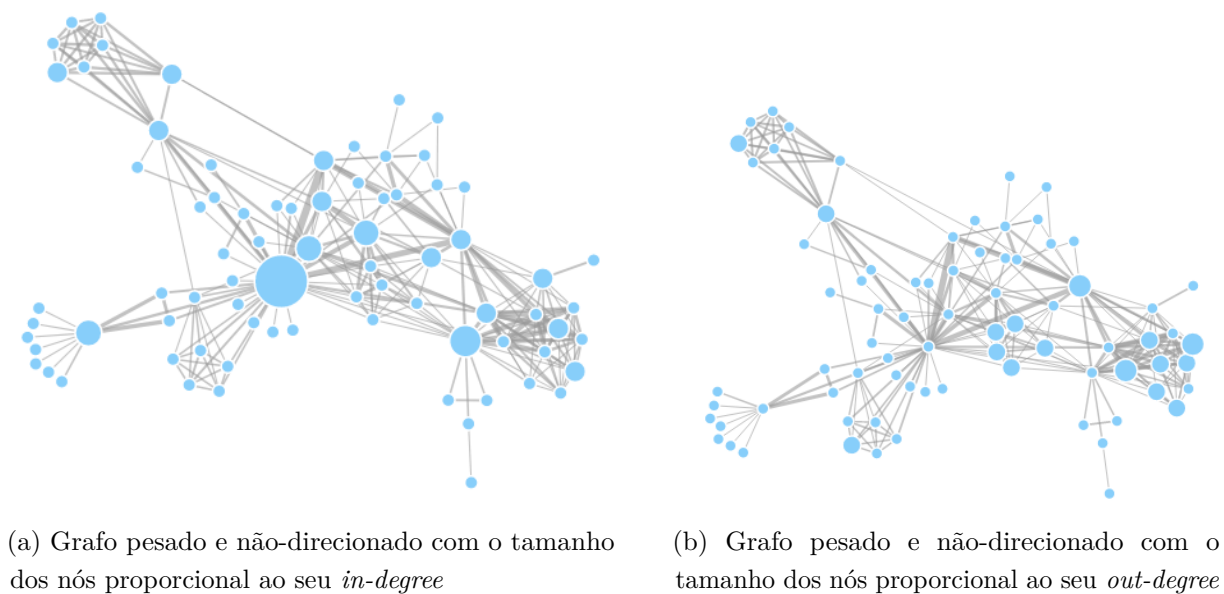 (a) Grafo pesado e não-direcionado com o tamanho
dos nós proporcional ao seu in-degree
(b) Grafo pesado e não-direcionado com o
tamanho dos nós proporcional ao seu out-degree